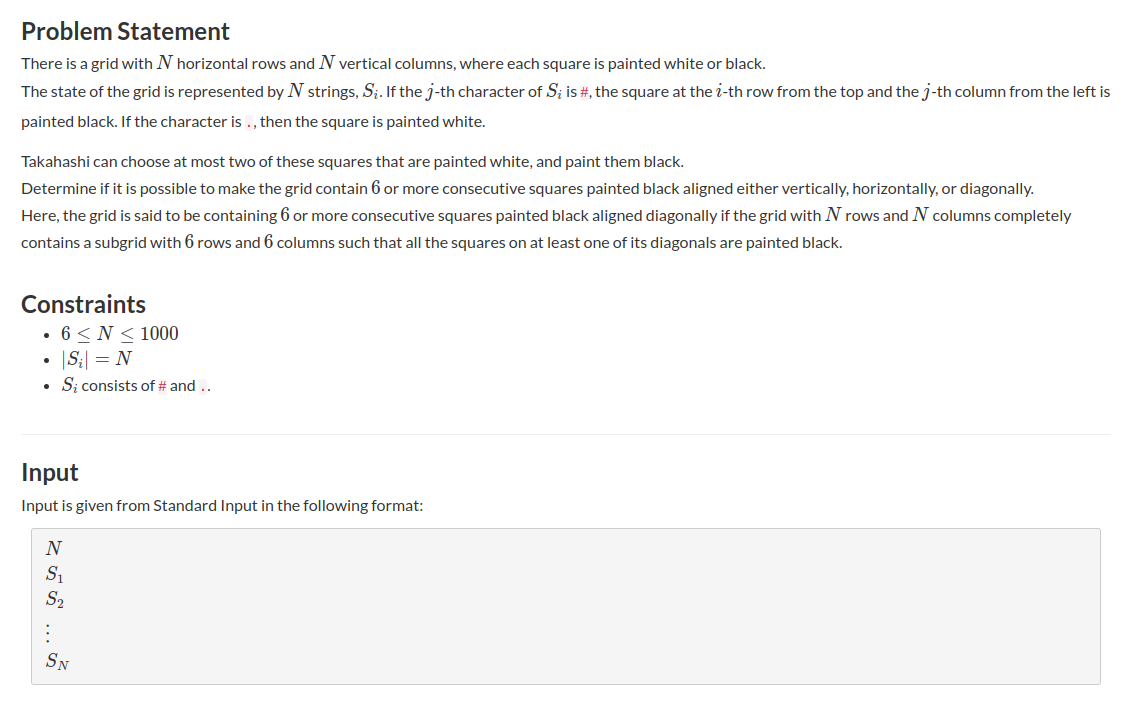 Problem Statement
There is a grid with N horizontal rows and N vertical columns, where each square is painted white or black.
The state of the grid is represented by N strings, S_i. If the j-th character of S_i is #, the square at the i-th row from the top and the j-th column from the left is
painted black. If the character is ., then the square is painted white.
Takahashi can choose at most two of these squares that are painted white, and paint them black.
Determine if it is possible to make the grid contain 6 or more consecutive squares painted black aligned either vertically, horizontally, or diagonally.
Here, the grid is said to be containing 6 or more consecutive squares painted black aligned diagonally if the grid with N rows and N columns completely
contains a subgrid with 6 rows and 6 columns such that all the squares on at least one of its diagonals are painted black.
Constraints
• 6 ≤ N ≤ 1000
• |S_i| = N
• S_i consists of # and ..
Input
Input is given from Standard Input in the following format:
N
S_1
S_2
⋮
S_N